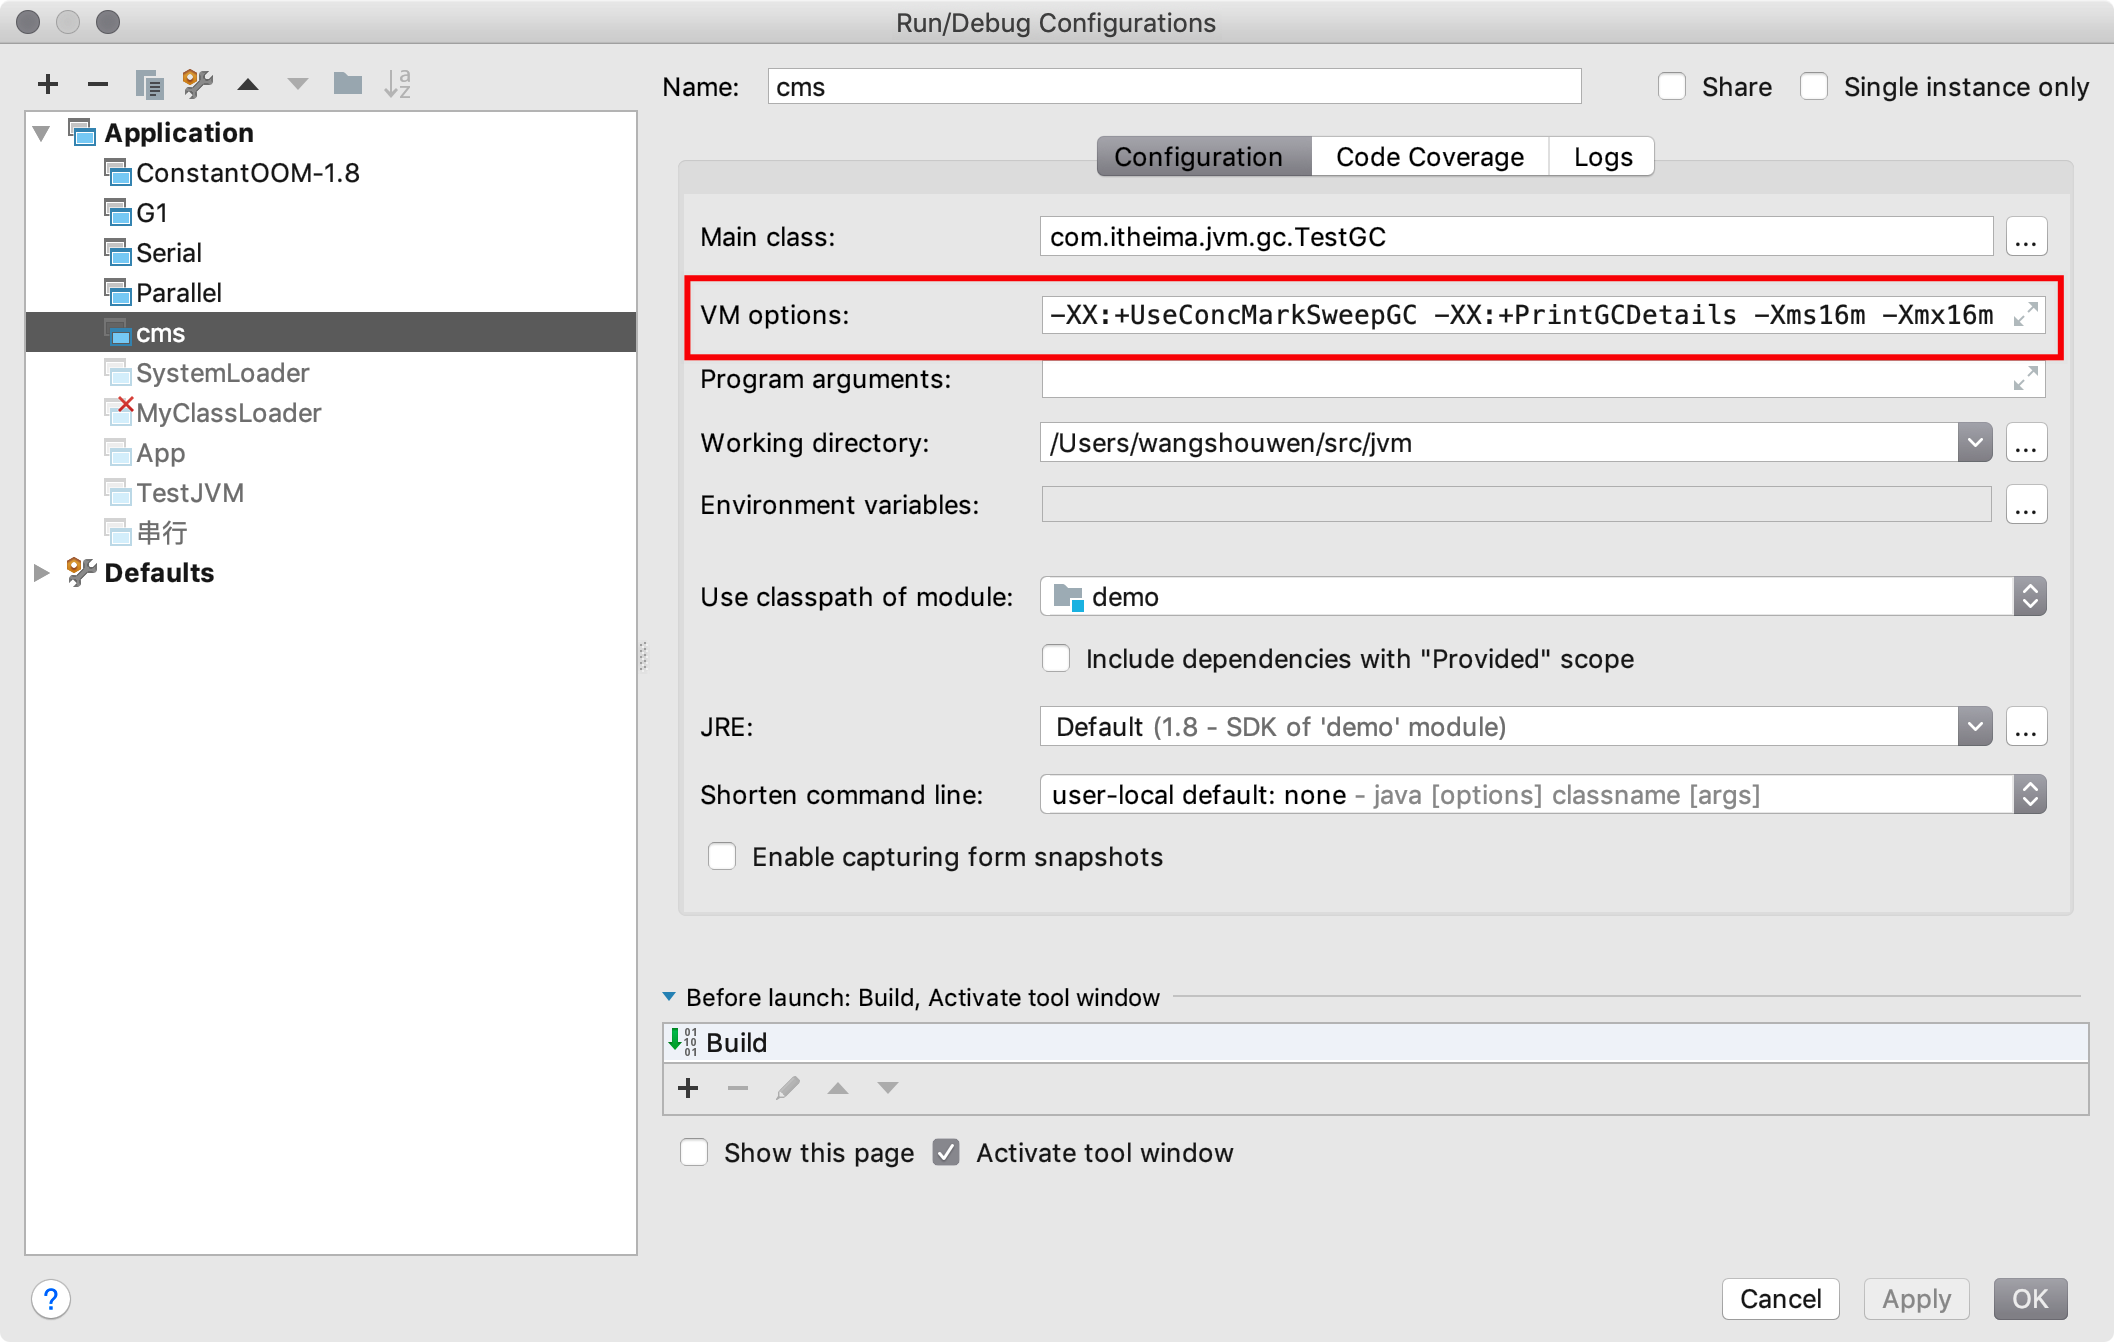 Run/Debug Configurations
Name: cms
Share
Single instance only
Application
ConstantOOM-1.8
G1
Serial
Parallel
cms
SystemLoader
MyClassLoader
App
TestJVM
串行
Defaults
Configuration
Code Coverage
Logs
Main class: com.itheima.jvm.gc.TestGC ...
VM options: -XX:+UseConcMarkSweepGC -XX:+PrintGCDetails -Xms16m -Xmx16m
Program arguments:
Working directory: /Users/wangshouwen/src/jvm ...
Environment variables: ...
Use classpath of module: demo
Include dependencies with "Provided" scope
JRE: Default (1.8 - SDK of 'demo' module) ...
Shorten command line: user-local default: none - java [options] classname [args]
Enable capturing form snapshots
Before launch: Build, Activate tool window
Build
Show this page
Activate tool window
?
Cancel
Apply
OK